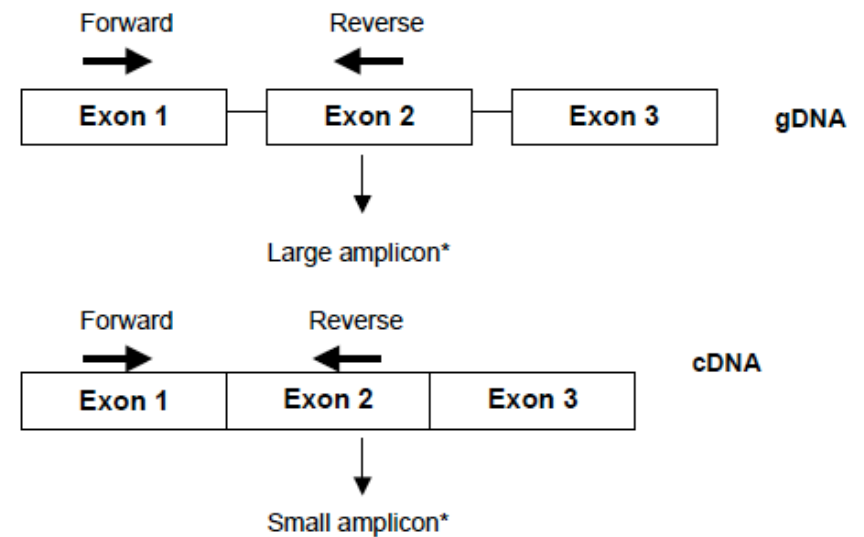 Forward Reverse
Exon 1 Exon 2 Exon 3 gDNA
Large amplicon*
Forward Reverse
cDNA
Exon 1 Exon 2 Exon 3
Small amplicon*